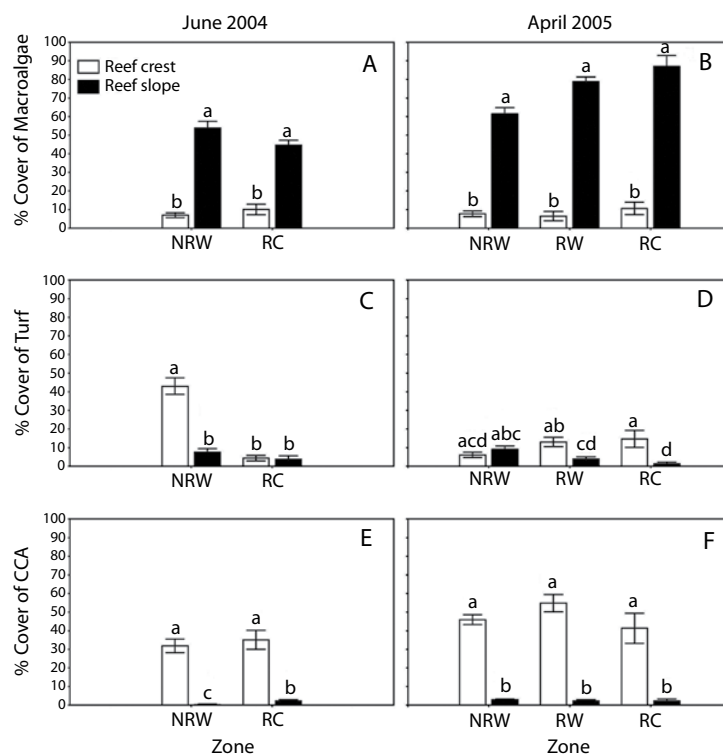 June 2004 April 2005
% Cover of Macroalgae
100
90
80
70
60
50
40
30
20
10
0
Reef crest
Reef slope
A
b a b a
NRW RC
B
b a b a b a
NRW RW RC
% Cover of Turf
100
90
80
70
60
50
40
30
20
10
0
C
a b b b
NRW RC
D
acd abc ab cd a d
NRW RW RC
% Cover of CCA
100
90
80
70
60
50
40
30
20
10
0
E
a c a b
NRW RC
Zone
F
a b a b a b
NRW RW RC
Zone